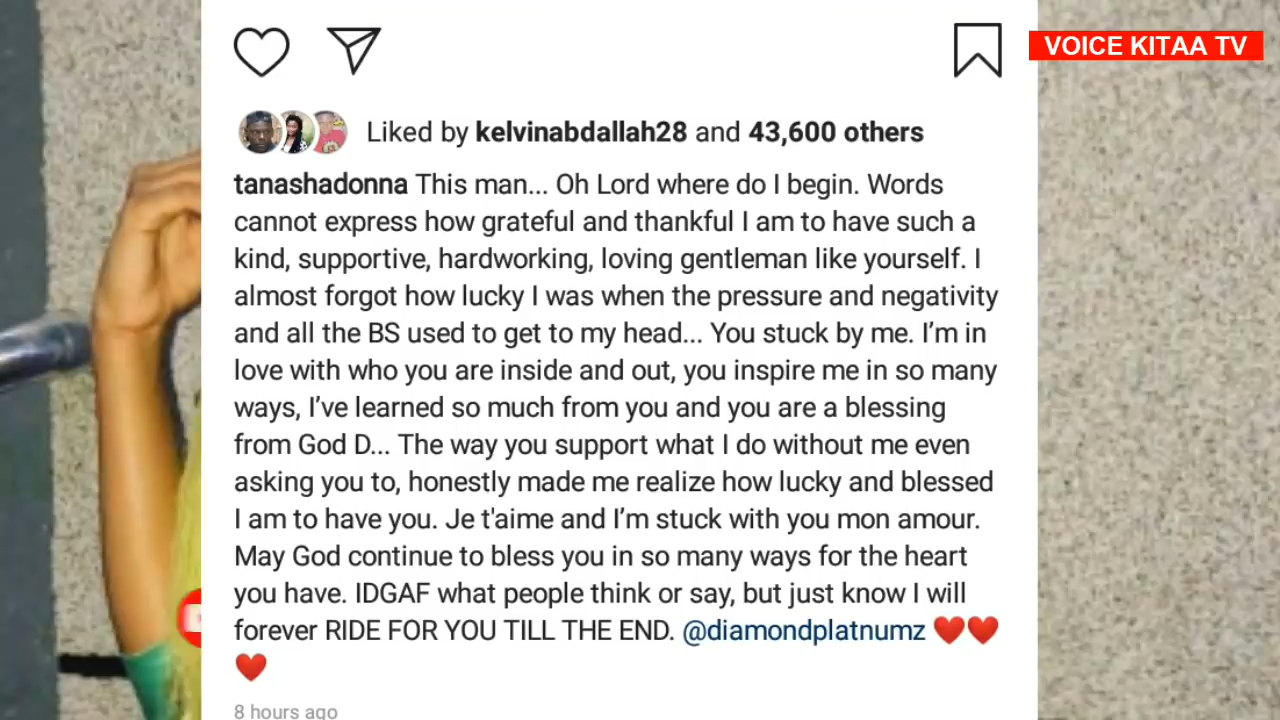 VOICE KITAA TV
Liked by kelvinabdallah28 and 43,600 others
tanashadonna This man... Oh Lord where do I begin. Words
cannot express how grateful and thankful I am to have such a
kind, supportive, hardworking, loving gentleman like yourself. I
almost forgot how lucky I was when the pressure and negativity
and all the BS used to get to my head... You stuck by me. I’m in
love with who you are inside and out, you inspire me in so many
ways, I’ve learned so much from you and you are a blessing
from God D... The way you support what I do without me even
asking you to, honestly made me realize how lucky and blessed
I am to have you. Je t'aime and I’m stuck with you mon amour.
May God continue to bless you in so many ways for the heart
you have. IDGAF what people think or say, but just know I will
forever RIDE FOR YOU TILL THE END. @diamondplatnumz ❤️❤️
❤️
8 hours ago